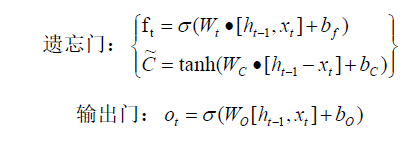 遗忘门: f_t = σ(W_t •[h_{t-1}, x_t]+b_f)
C̃ = tanh(W_C •[h_{t-1} − x_t]+b_C)
输出门: o_t = σ(W_O[h_{t-1}, x_t]+b_O)